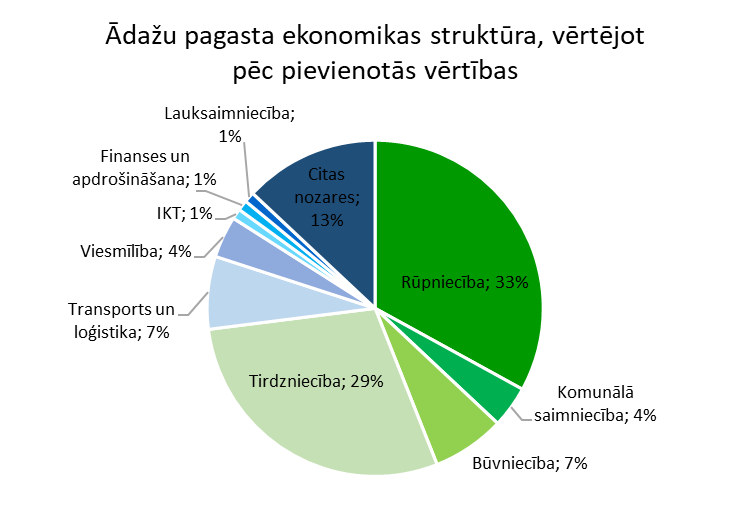 Ādažu pagasta ekonomikas struktūra, vērtējot
pēc pievienotās vērtības
Lauksaimniecība;
1%
Finanses un
apdrošināšana; 1%
IKT; 1%
Viesmīlība; 4%
Transports un
loģistika; 7%
Citas
nozares;
13%
Rūpniecība; 33%
Tirdzniecība; 29%
Komunālā
saimniecība; 4%
Būvniecība; 7%